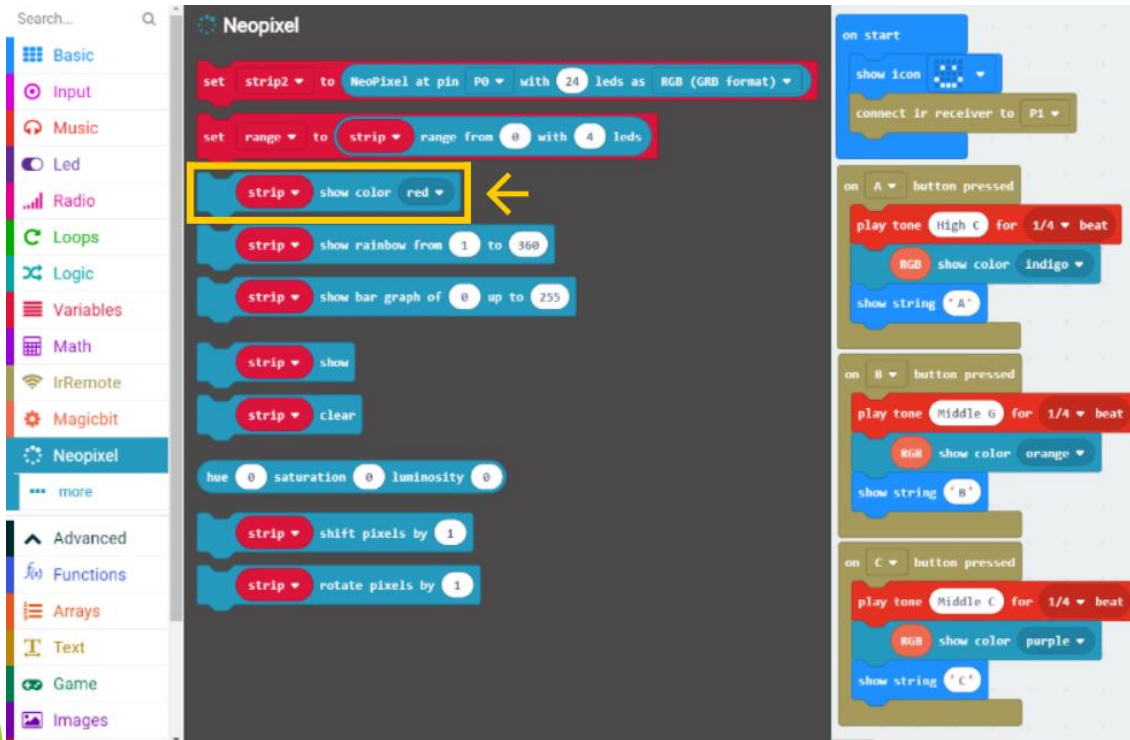 Search...
Basic
Input
Music
Led
Radio
Loops
Logic
Variables
Math
IrRemote
Magicbit
Neopixel
more
Advanced
Functions
Arrays
Text
Game
Images
Neopixel
set strip2 to NeoPixel at pin P0 with 24 leds as RGB (GRB format)
set range to strip range from 0 with 4 leds
strip show color red
strip show rainbow from 1 to 360
strip show bar graph of 0 up to 255
strip show
strip clear
hue 0 saturation 0 luminosity 0
strip shift pixels by 1
strip rotate pixels by 1
on start
show icon
connect ir receiver to P1
on A button pressed
play tone High C for 1/4 beat
RGB show color indigo
show string "A"
on B button pressed
play tone Middle G for 1/4 beat
RGB show color orange
show string "B"
on C button pressed
play tone Middle C for 1/4 beat
RGB show color purple
show string "C"